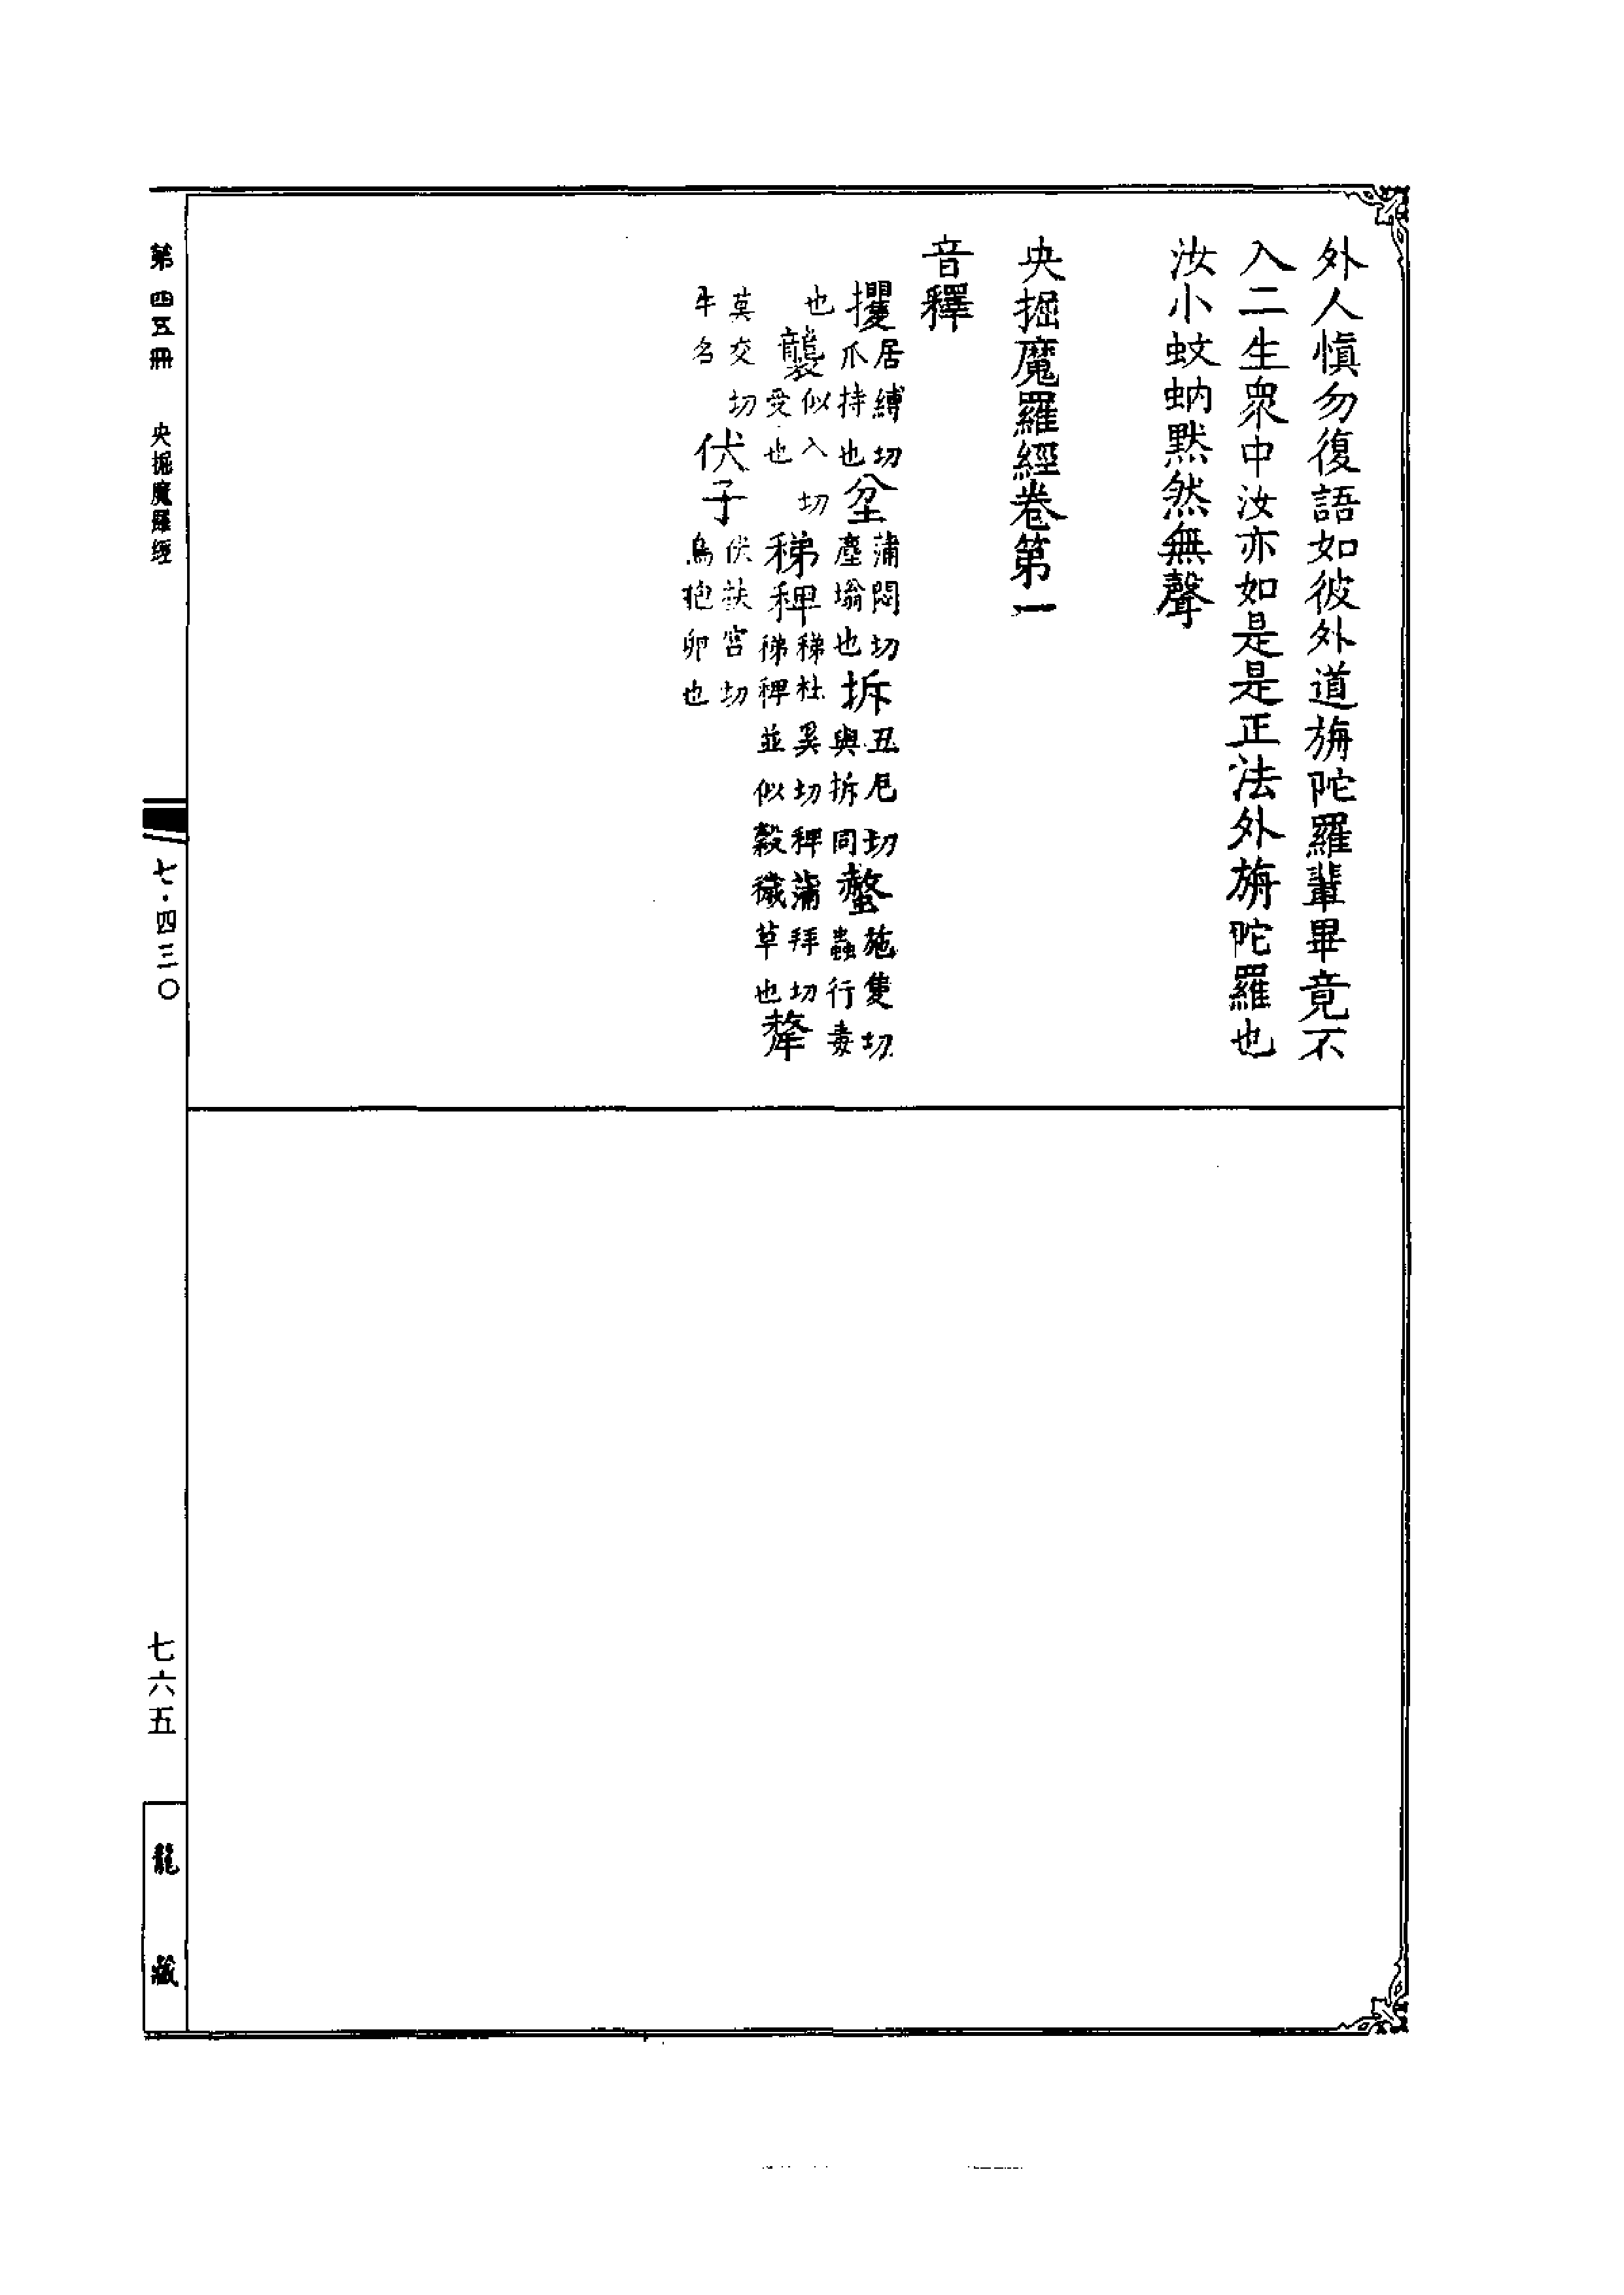 外人慎勿復語如彼外道旃陀羅輩畢竟不
入二生衆中汝亦如是是正法外旃陀羅也
汝小蚊蚋默然無聲
央掘魔羅經卷第一
音釋
攫居縛切爪持也坌蒲悶切塵塕也拆丑厄切與拆同螫施隻切蟲行毒
也襲似入切受也稊稗稊杜奚切稗蒲拜切稊稗並似穀穢草也犛
莫交切牛名伏子伏扶宮切鳥抱卵也
第四五冊 央掘魔羅經 七・四三〇 七六五 龍藏